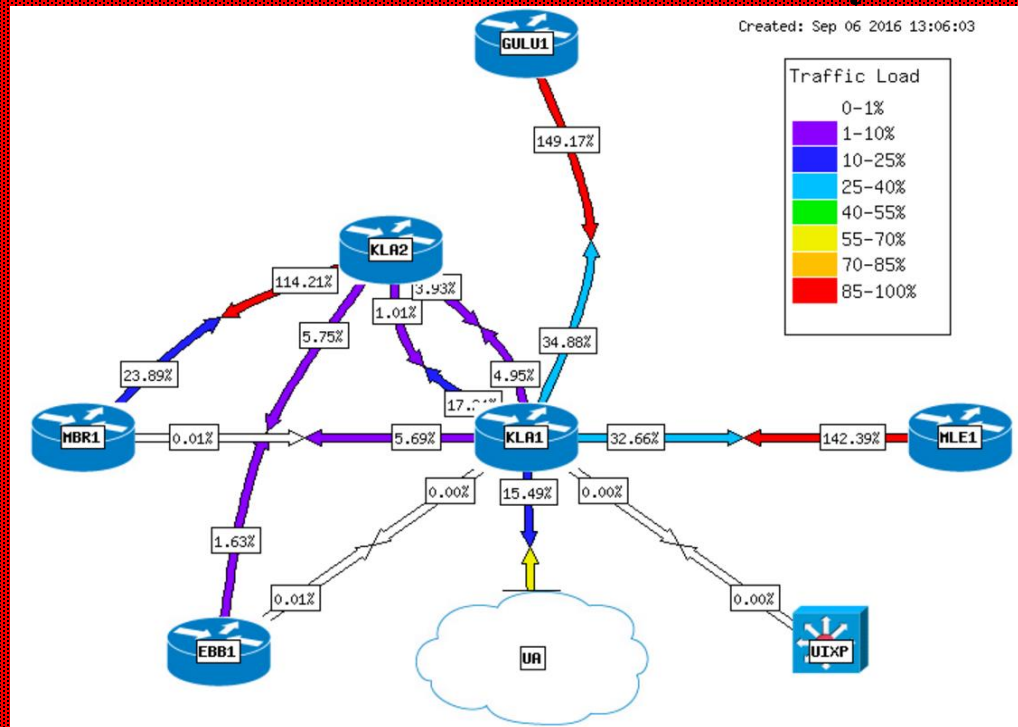 Created: Sep 06 2016 13:06:03
GULU1
Traffic Load
0-1%
1-10%
10-25%
25-40%
40-55%
55-70%
70-85%
85-100%
149.17%
KLA2
114.21%
3.93%
1.01%
5.75%
34.88%
23.89%
4.95%
MBR1
0.01%
5.69%
KLA1
32.66%
142.39%
MLE1
0.00%
15.49%
0.00%
1.63%
0.01%
0.00%
EBB1
UA
UIXP